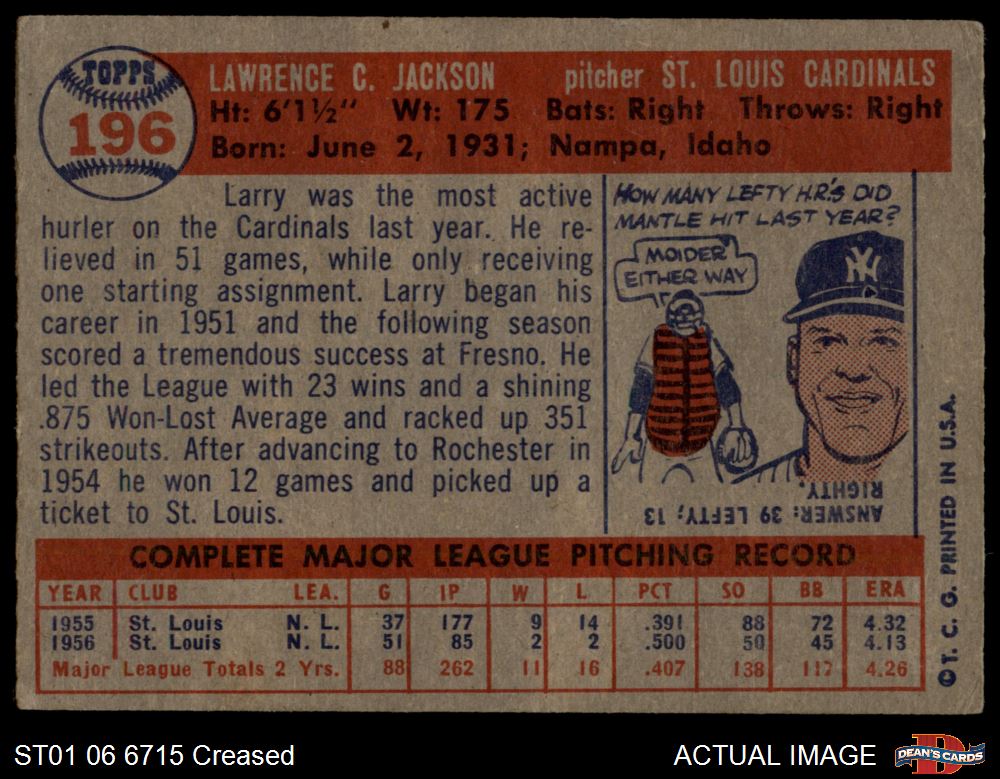 TOPPS
196
LAWRENCE C. JACKSON pitcher ST. LOUIS CARDINALS
Ht: 6'1½" Wt: 175 Bats: Right Throws: Right
Born: June 2, 1931; Nampa, Idaho
Larry was the most active
hurler on the Cardinals last year. He re-
lieved in 51 games, while only receiving
one starting assignment. Larry began his
career in 1951 and the following season
scored a tremendous success at Fresno. He
led the League with 23 wins and a shining
.875 Won-Lost Average and racked up 351
strikeouts. After advancing to Rochester in
1954 he won 12 games and picked up a
ticket to St. Louis.
HOW MANY LEFTY H.R.'S DID
MANTLE HIT LAST YEAR?
MOIDER
EITHER WAY
NY
ANSWER: 39 LEFTY; 13
RIGHTY.
© T. C. G. PRINTED IN U.S.A.
COMPLETE MAJOR LEAGUE PITCHING RECORD
YEAR CLUB LEA. G IP W L PCT SO BB ERA
1955 St. Louis N. L. 37 177 9 14 .391 88 72 4.32
1956 St. Louis N. L. 51 85 2 2 .500 50 45 4.13
Major League Totals 2 Yrs. 88 262 11 16 .407 138 117 4.26
ST01 06 6715 Creased
ACTUAL IMAGE
D
DEAN'S CARDS